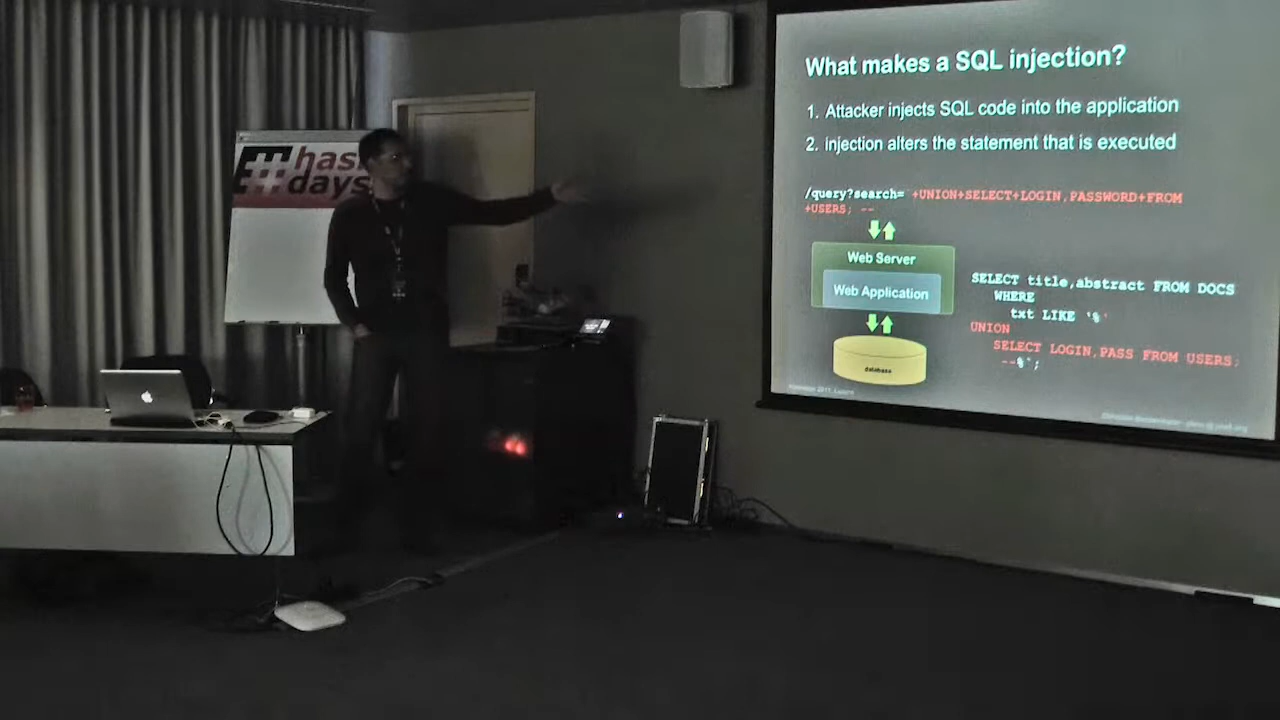 hash
days
What makes a SQL injection?
1. Attacker injects SQL code into the application
2. injection alters the statement that is executed
/query?search=`+UNION+SELECT+LOGIN,PASSWORD+FROM
+USERS; --
Web Server
Web Application
database
SELECT title,abstract FROM DOCS
WHERE
txt LIKE '%'
UNION
SELECT LOGIN,PASS FROM USERS;
--%';
2011,